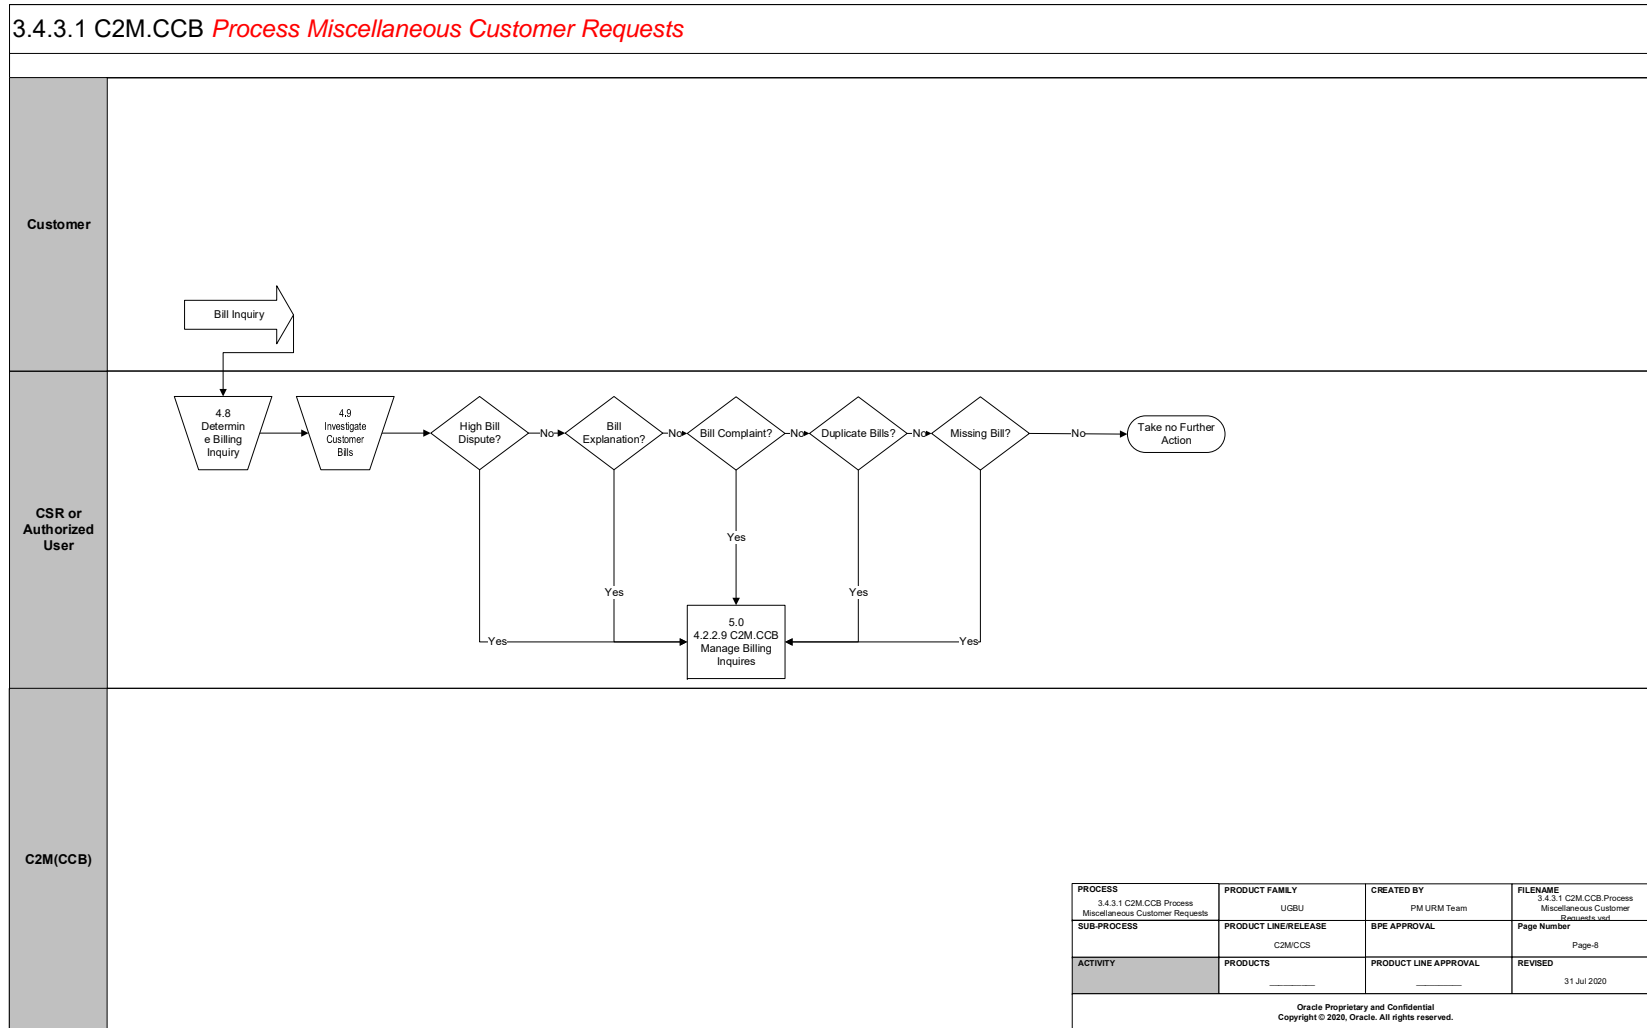 3.4.3.1 C2M.CCB Process Miscellaneous Customer Requests
Customer
Bill Inquiry
CSR or
Authorized
User
4.8
Determin
e Billing
Inquiry
4.9
Investigate
Customer
Bills
High Bill
Dispute?
No
Bill
Explanation?
No
Bill Complaint?
No
Duplicate Bills?
No
Missing Bill?
No
Take no Further
Action
Yes
Yes
Yes
Yes
Yes
5.0
4.2.2.9 C2M.CCB
Manage Billing
Inquires
C2M(CCB)
PROCESS
3.4.3.1 C2M.CCB Process
Miscellaneous Customer Requests
PRODUCT FAMILY
UGBU
CREATED BY
PM URM Team
FILENAME
3.4.3.1 C2M.CCB.Process
Miscellaneous Customer
Requests.vsd
SUB-PROCESS
PRODUCT LINE/RELEASE
C2M/CCS
BPE APPROVAL
Page Number
Page-8
ACTIVITY
PRODUCTS
PRODUCT LINE APPROVAL
REVISED
31 Jul 2020
Oracle Proprietary and Confidential
Copyright © 2020, Oracle. All rights reserved.